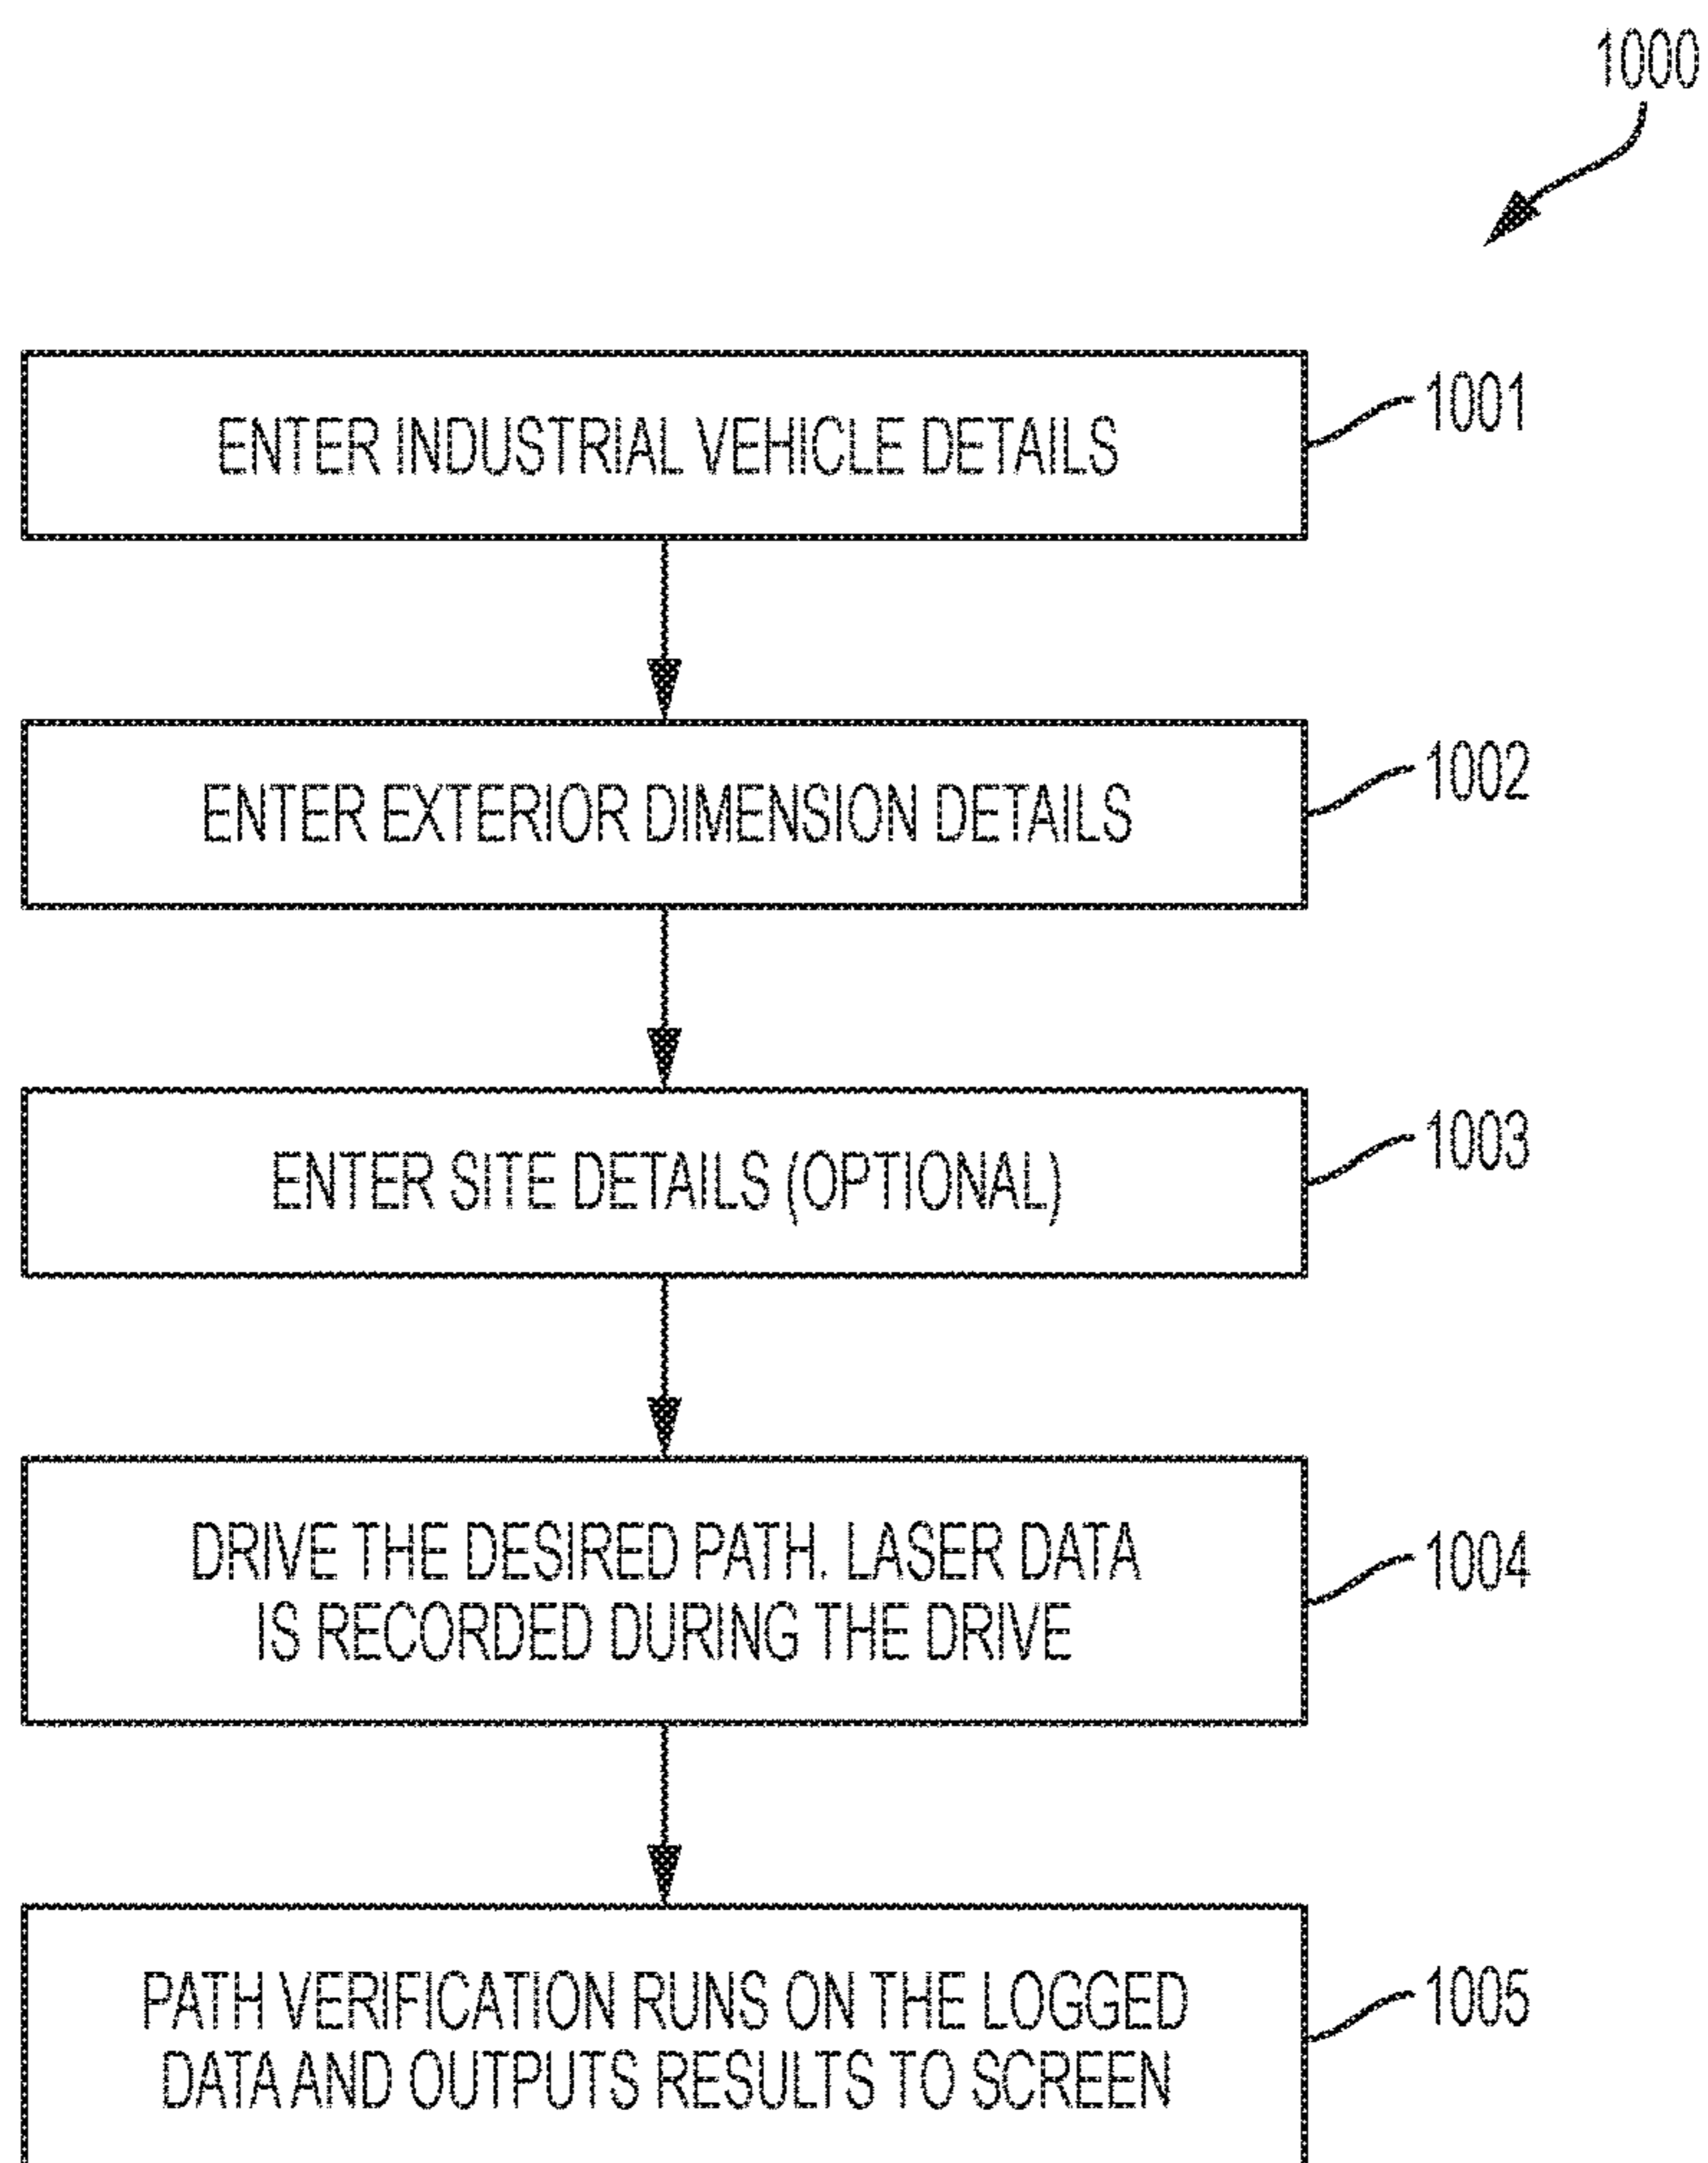 1000
ENTER INDUSTRIAL VEHICLE DETAILS
1001
ENTER EXTERIOR DIMENSION DETAILS
1002
ENTER SITE DETAILS (OPTIONAL)
1003
DRIVE THE DESIRED PATH. LASER DATA
IS RECORDED DURING THE DRIVE
1004
PATH VERIFICATION RUNS ON THE LOGGED
DATA AND OUTPUTS RESULTS TO SCREEN
1005